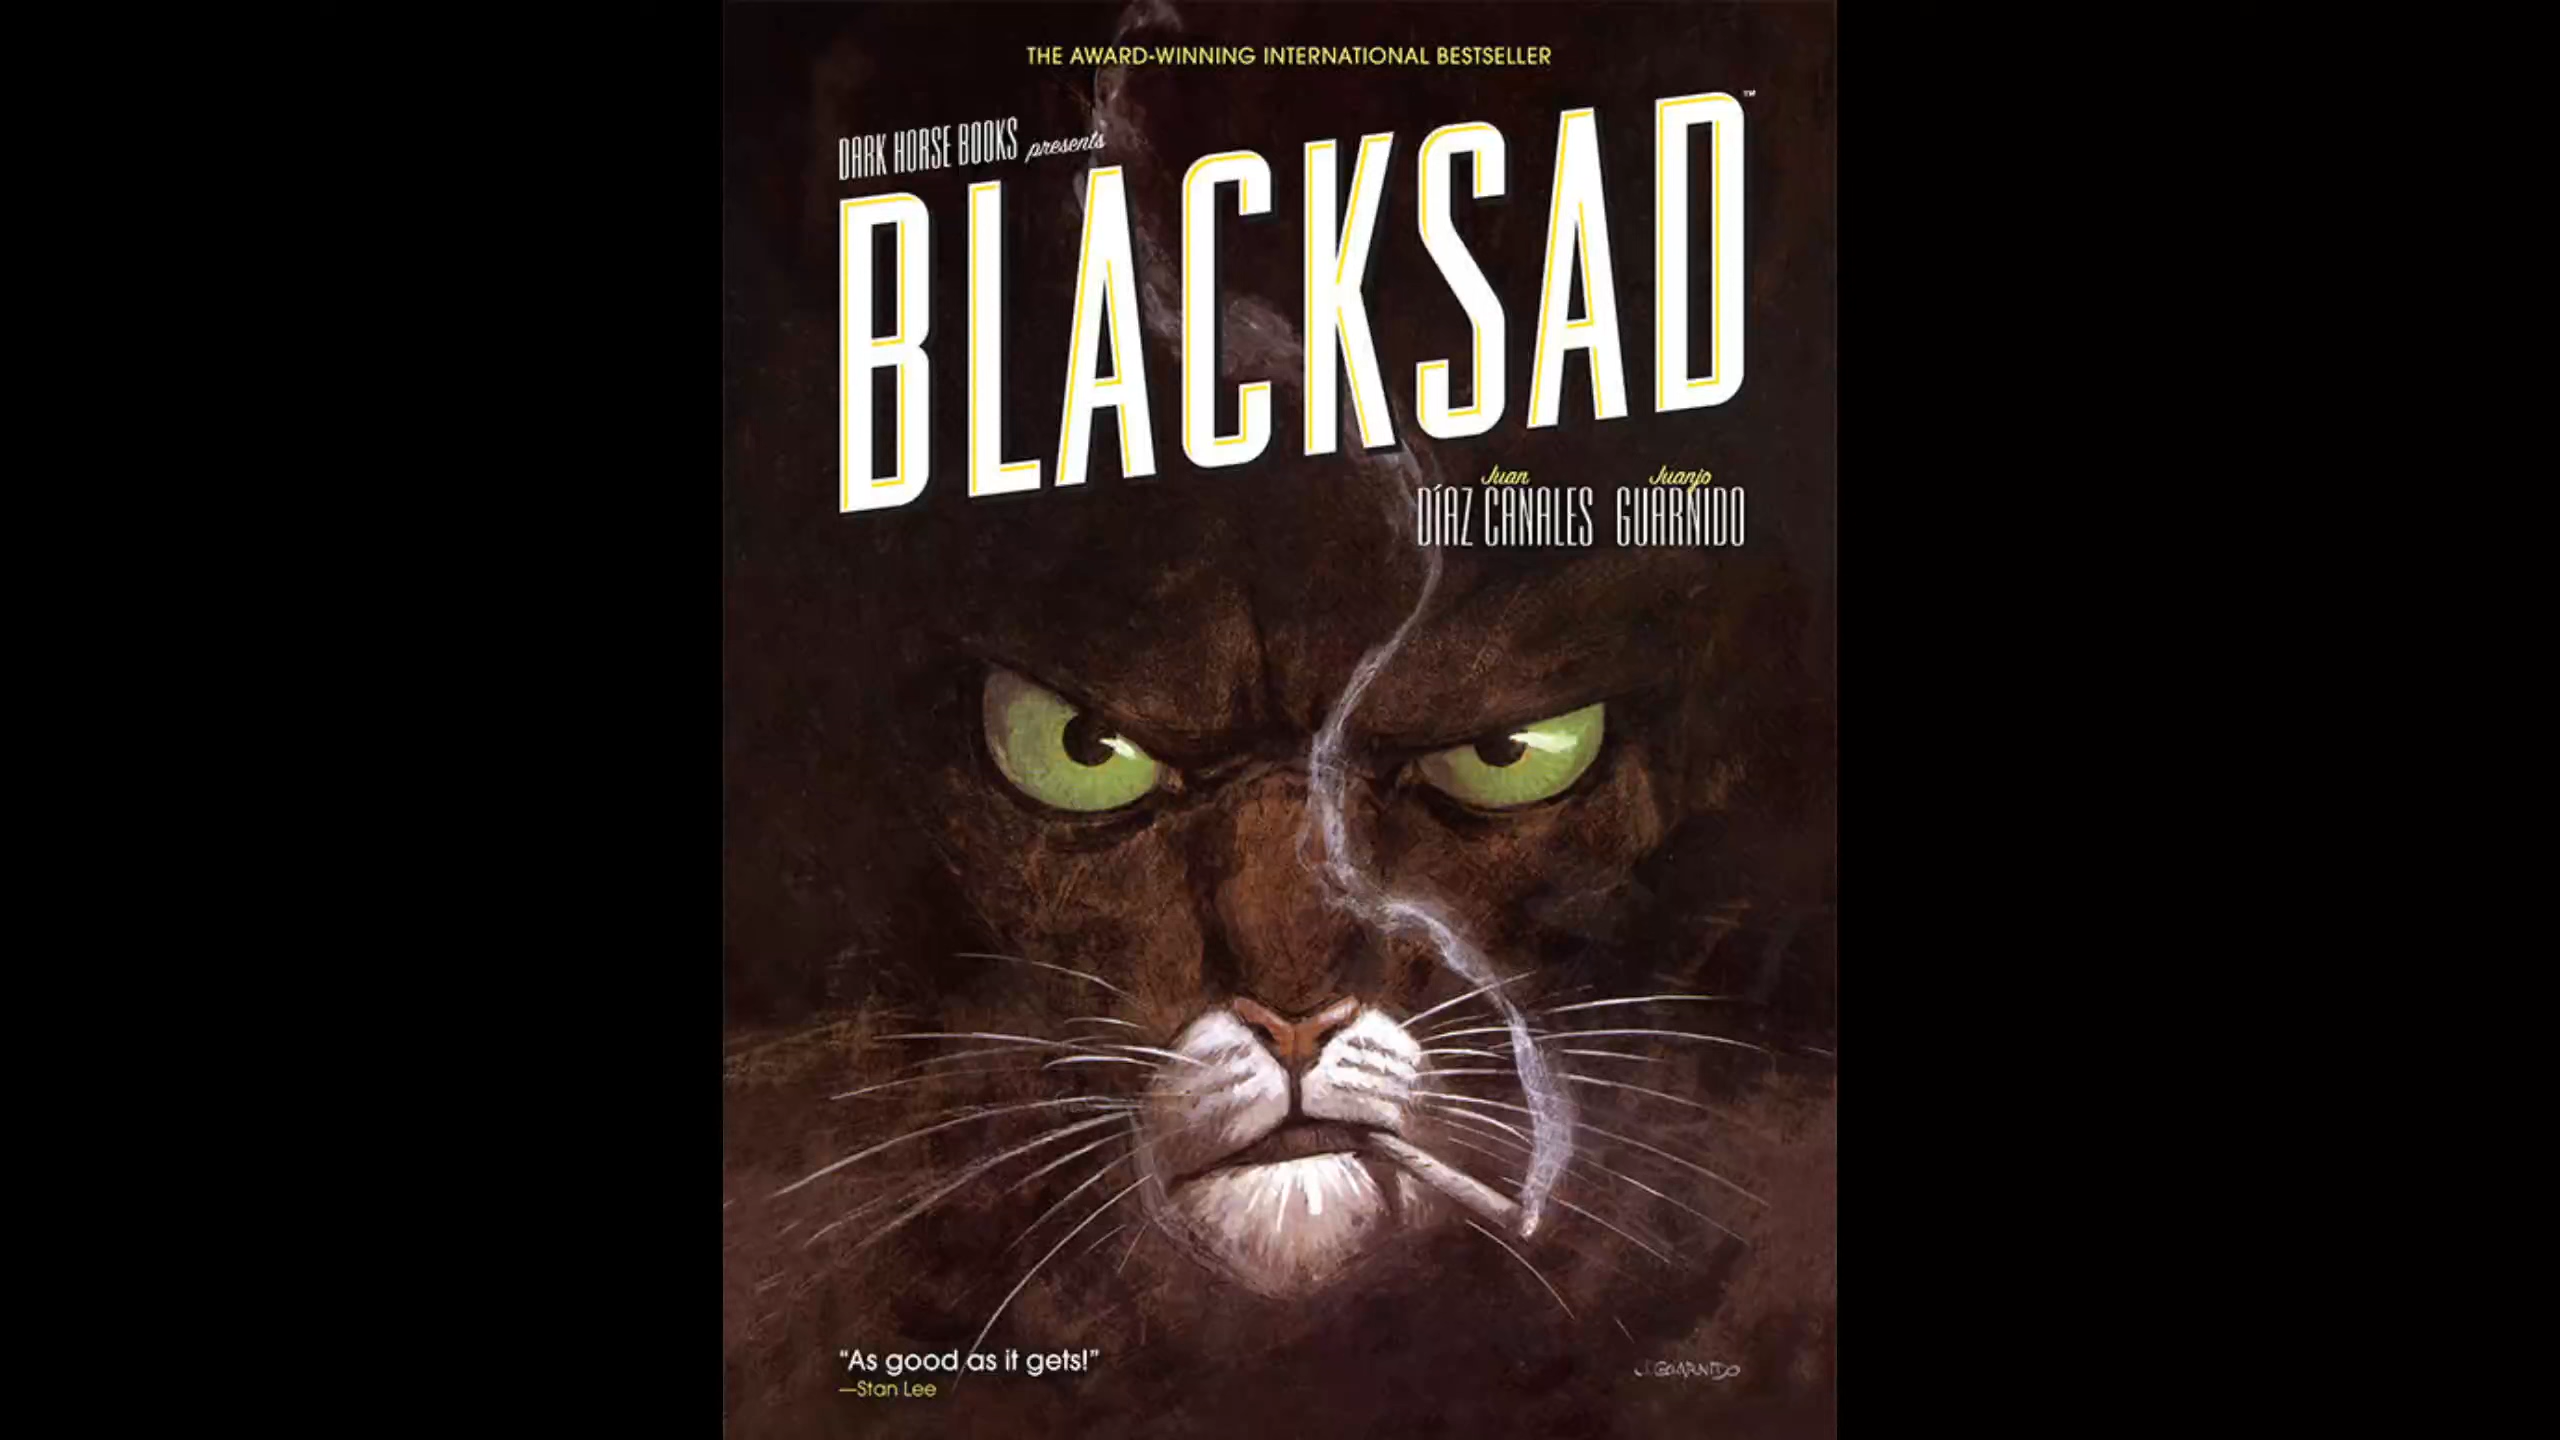 THE AWARD-WINNING INTERNATIONAL BESTSELLER
DARK HORSE BOOKS presents
BLACKSAD™
Juan DÍAZ CANALES Juanjo GUARNIDO
“As good as it gets!”
—Stan Lee
J. GUARNIDO